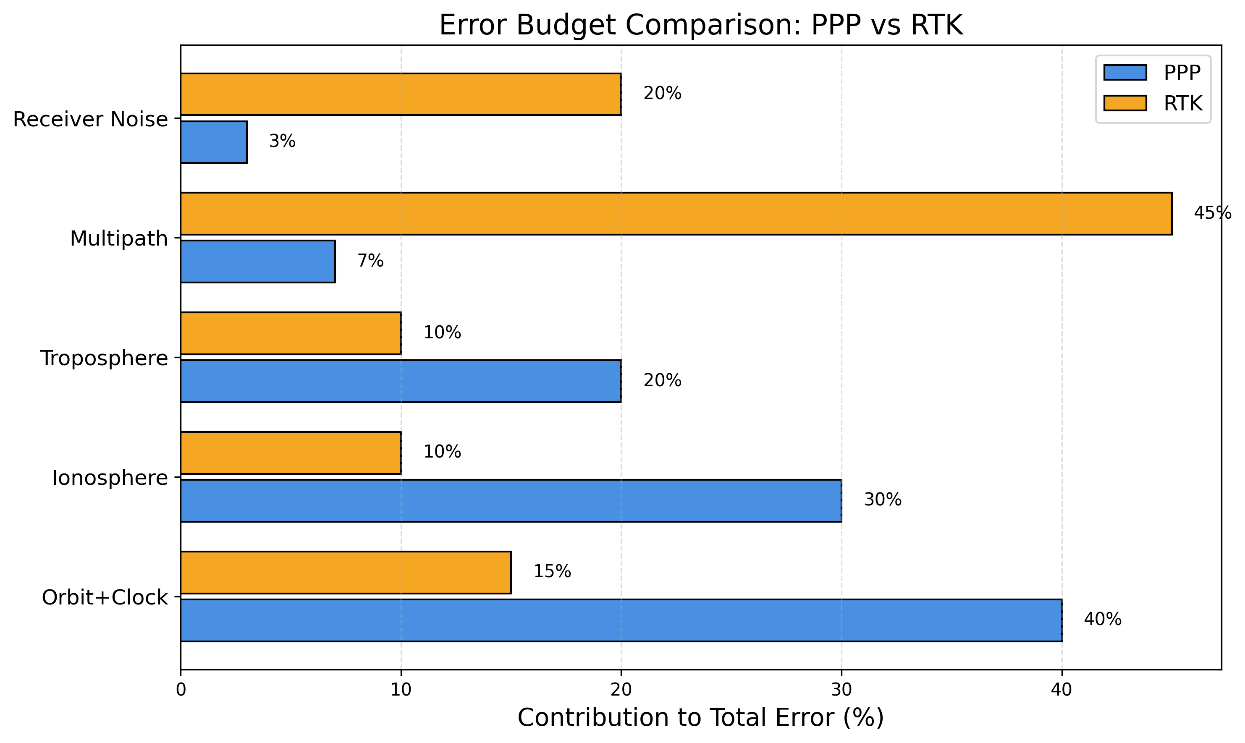 Error Budget Comparison: PPP vs RTK
PPP
RTK
Receiver Noise
20%
3%
Multipath
45%
7%
Troposphere
10%
20%
Ionosphere
10%
30%
Orbit+Clock
15%
40%
0 10 20 30 40
Contribution to Total Error (%)